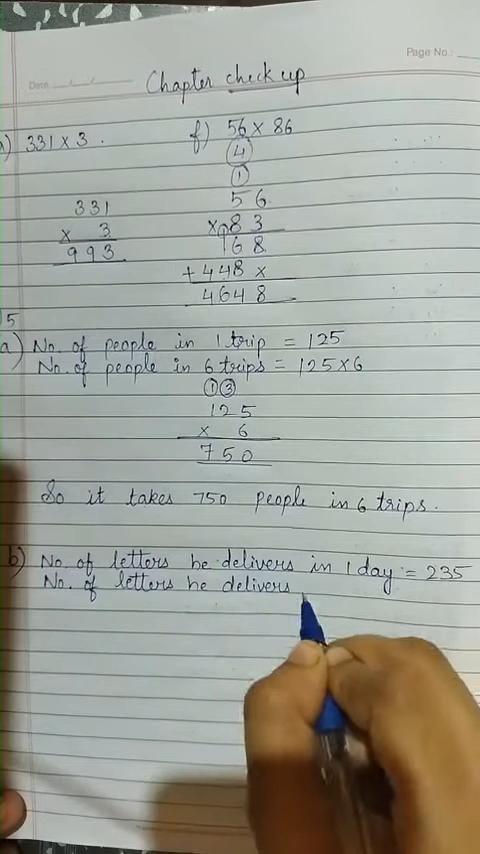 Page No.:
Date
Chapter check up
a) 331 x 3.
f) 56 x 86
4
1
331
x 3
993
56
x 83
168
+ 448 x
4648
5
a) No. of people in 1 trip = 125
No. of people in 6 trips = 125 x 6
1 3
125
x 6
750
So it takes 750 people in 6 trips.
b) No. of letters he delivers in 1 day = 235
No. of letters he delivers